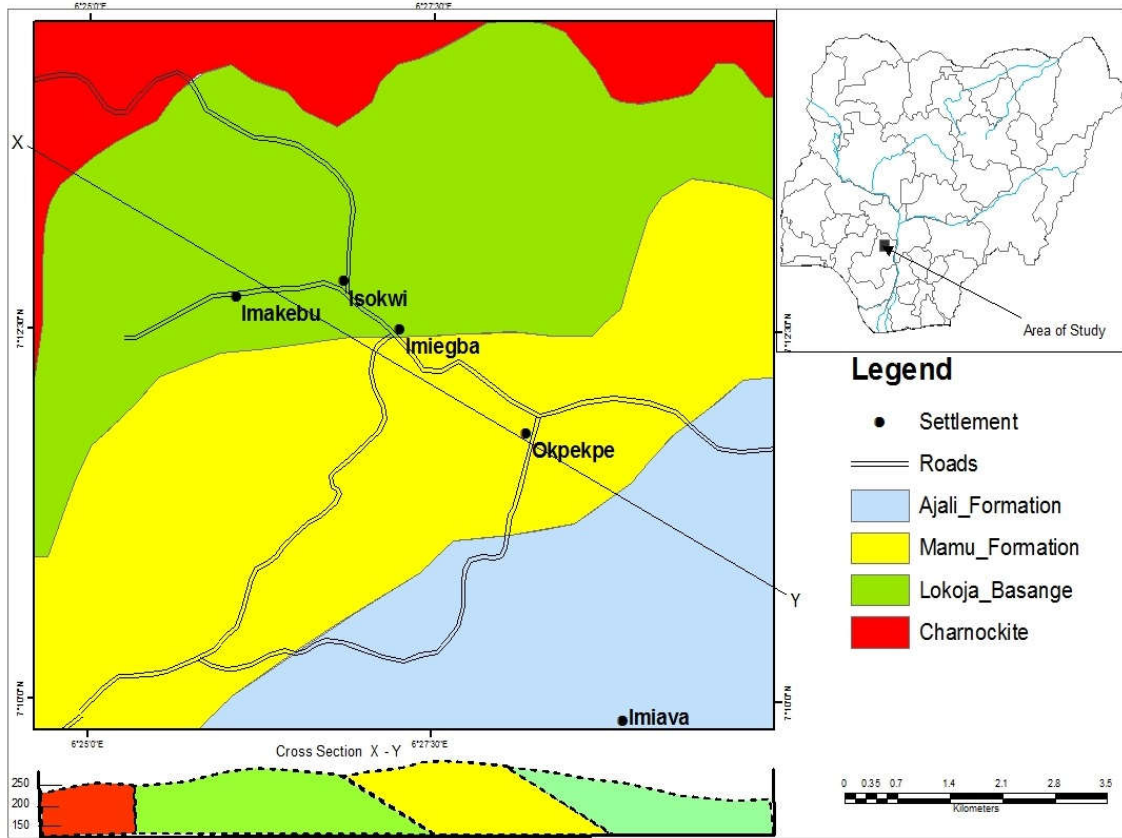 6°25'0"E
6°27'30"E
X
Isokwi
Imakebu
Imiegba
7°12'30"N
7°12'30"N
Area of Study
Okpekpe
Y
7°10'0"N
7°10'0"N
Imiava
6°25'0"E
6°27'30"E
Legend
Settlement
Roads
Ajali_Formation
Mamu_Formation
Lokoja_Basange
Charnockite
Cross Section X - Y
250
200
150
0 0.35 0.7 1.4 2.1 2.8 3.5
Kilometers